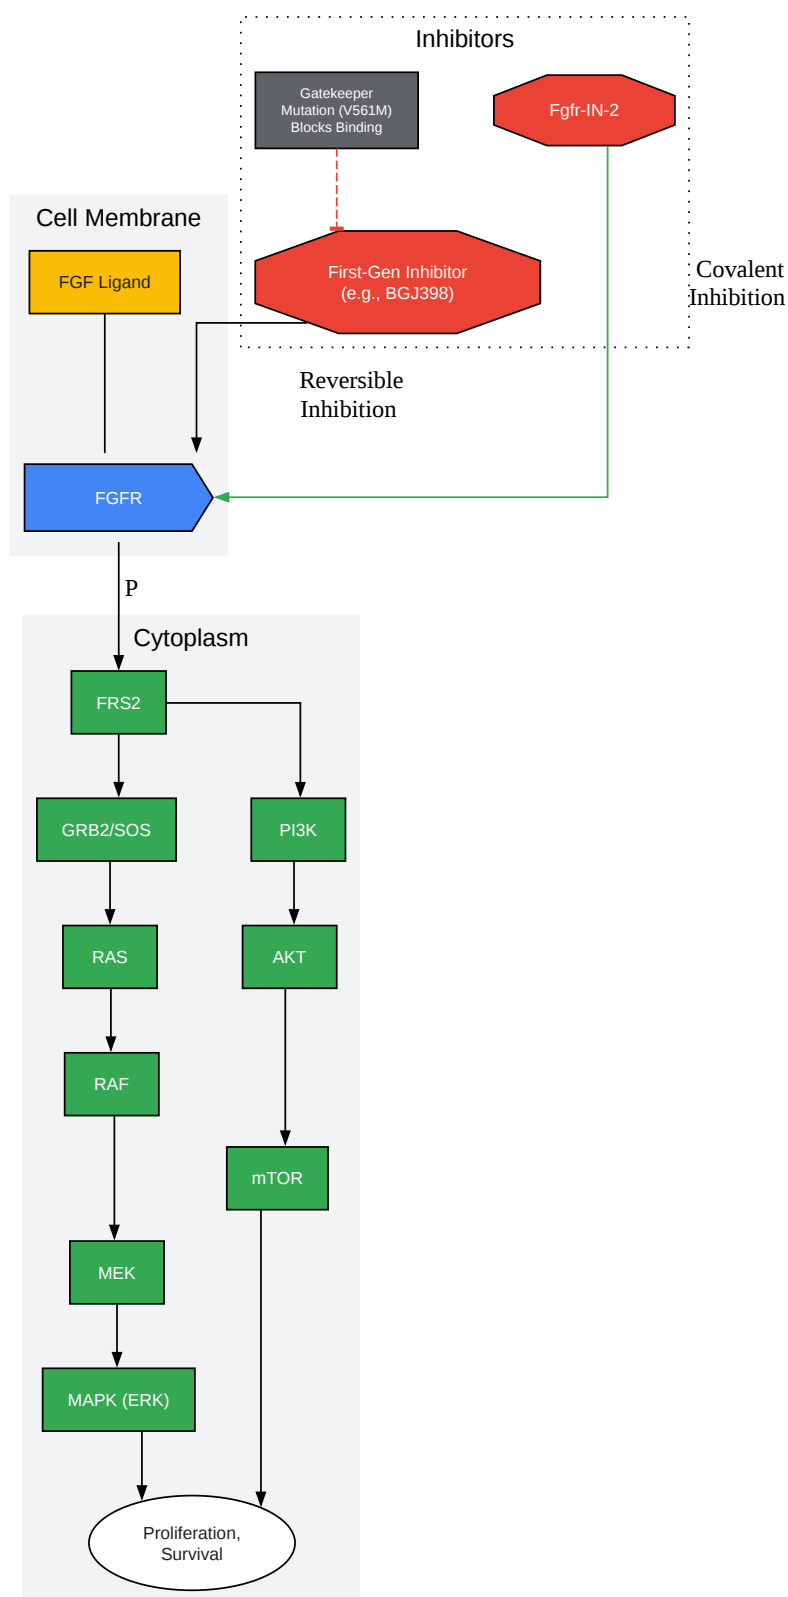 Inhibitors
Gatekeeper
Mutation (V561M)
Blocks Binding
Fgfr-IN-2
Cell Membrane
FGF Ligand
First-Gen Inhibitor
(e.g., BGJ398)
Covalent
Inhibition
Reversible
Inhibition
FGFR
P
Cytoplasm
FRS2
GRB2/SOS
PI3K
RAS
AKT
RAF
mTOR
MEK
MAPK (ERK)
Proliferation,
Survival